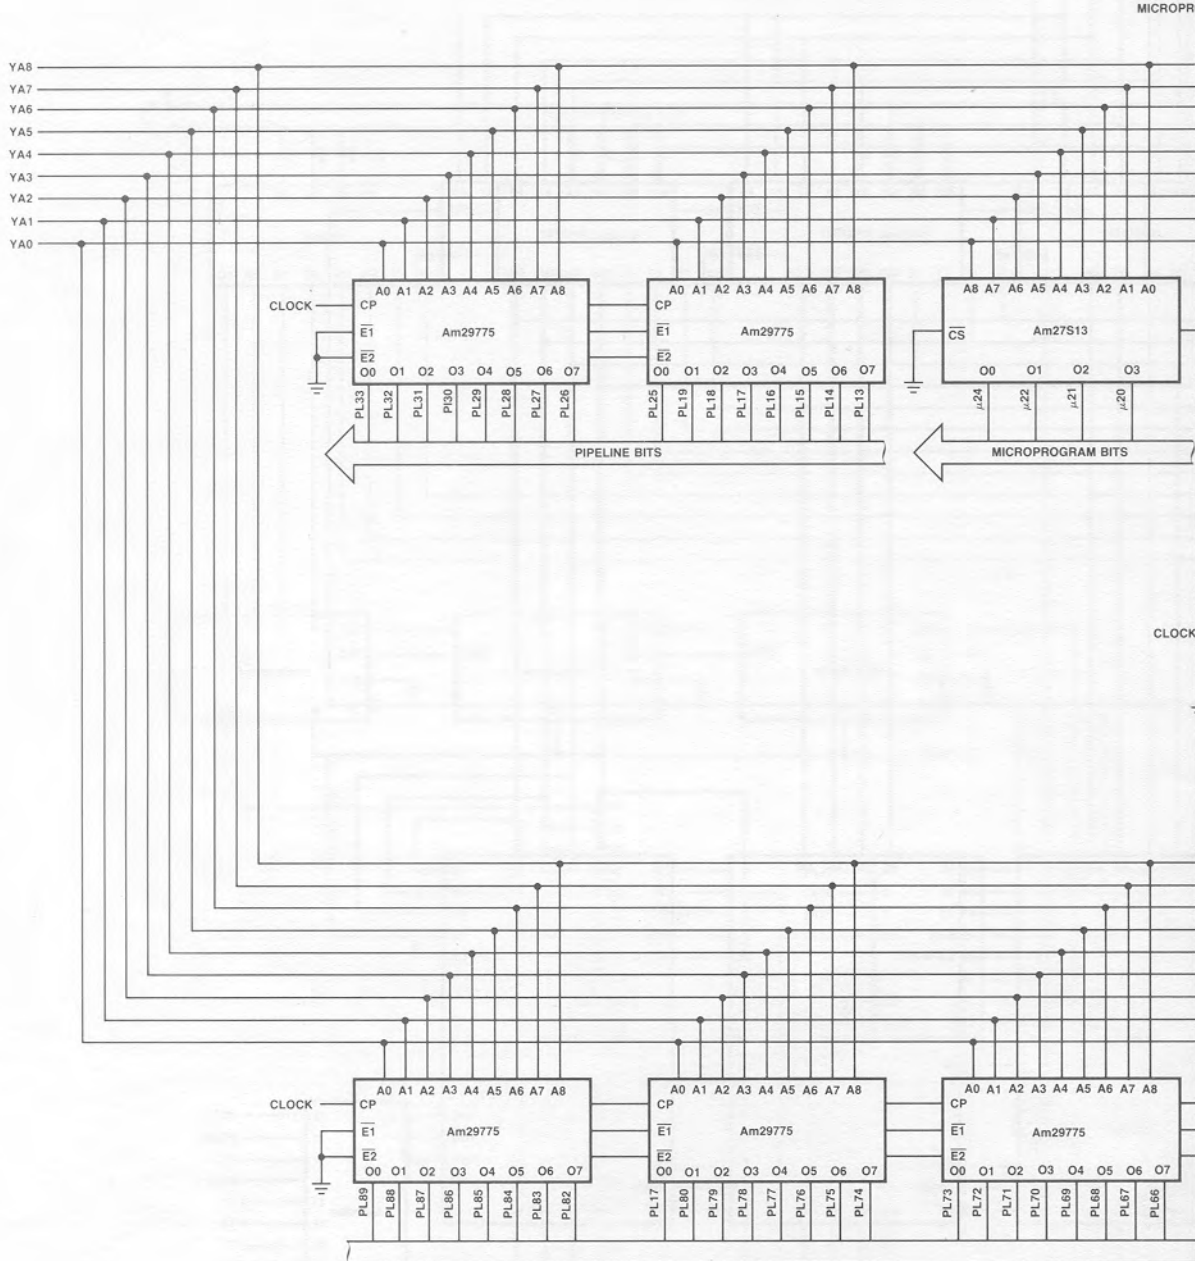 MICROPR
YA8
YA7
YA6
YA5
YA4
YA3
YA2
YA1
YA0
A0 A1 A2 A3 A4 A5 A6 A7 A8
A0 A1 A2 A3 A4 A5 A6 A7 A8
A8 A7 A6 A5 A4 A3 A2 A1 A0
CLOCK CP
CP
E1 Am29775
E1 Am29775
CS Am27S13
E2
E2
O0 O1 O2 O3 O4 O5 O6 O7
O0 O1 O2 O3 O4 O5 O6 O7
O0 O1 O2 O3
PL33 PL32 PL31 Pl30 PL29 PL28 PL27 PL26
PL25 PL19 PL18 PL17 PL16 PL15 PL14 PL13
μ24 μ22 μ21 μ20
PIPELINE BITS
MICROPROGRAM BITS
CLOCK
A0 A1 A2 A3 A4 A5 A6 A7 A8
A0 A1 A2 A3 A4 A5 A6 A7 A8
A0 A1 A2 A3 A4 A5 A6 A7 A8
CLOCK CP
CP
CP
E1 Am29775
E1 Am29775
E1 Am29775
E2
E2
E2
O0 O1 O2 O3 O4 O5 O6 O7
O0 O1 O2 O3 O4 O5 O6 O7
O0 O1 O2 O3 O4 O5 O6 O7
PL89 PL88 PL87 PL86 PL85 PL84 PL83 PL82
PL17 PL80 PL79 PL78 PL77 PL76 PL75 PL74
PL73 PL72 PL71 PL70 PL69 PL68 PL67 PL66